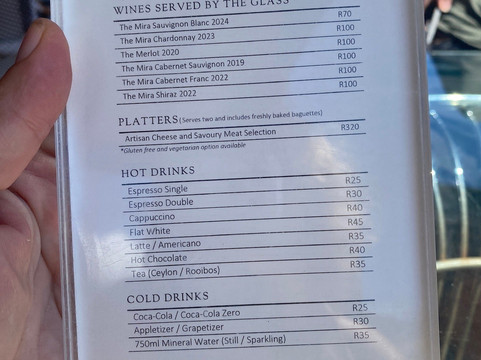 WINES SERVED BY THE GLASS
The Mira Sauvignon Blanc 2024 R70
The Mira Chardonnay 2023 R100
The Merlot 2020 R100
The Mira Cabernet Sauvignon 2019 R100
The Mira Cabernet Franc 2022 R100
The Mira Shiraz 2022 R100
PLATTERS (Serves two and includes freshly baked baguettes)
Artisan Cheese and Savoury Meat Selection R320
*Gluten free and vegetarian option available
HOT DRINKS
Espresso Single R25
Espresso Double R30
Cappuccino R40
Flat White R45
Latte / Americano R35
Hot Chocolate R40
Tea (Ceylon / Rooibos) R35
COLD DRINKS
Coca-Cola / Coca-Cola Zero R25
Appletizer / Grapetizer R30
750ml Mineral Water (Still / Sparkling) R35